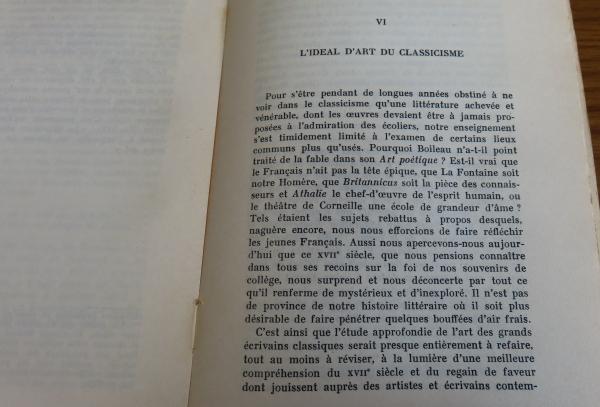 VI
L'IDEAL D'ART DU CLASSICISME
Pour s'être pendant de longues années obstiné à ne
voir dans le classicisme qu'une littérature achevée et
vénérable, dont les œuvres devaient être à jamais pro-
posées à l'admiration des écoliers, notre enseignement
s'est timidement limité à l'examen de certains lieux
communs plus qu'usés. Pourquoi Boileau n'a-t-il point
traité de la fable dans son Art poétique ? Est-il vrai que
le Français n'ait pas la tête épique, que La Fontaine soit
notre Homère, que Britannicus soit la pièce des connais-
seurs et Athalie le chef-d'œuvre de l'esprit humain, ou
le théâtre de Corneille une école de grandeur d'âme ?
Tels étaient les sujets rebattus à propos desquels,
naguère encore, nous nous efforcions de faire réfléchir
les jeunes Français. Aussi nous apercevons-nous aujour-
d'hui que ce XVIIe siècle, que nous pensions connaître
dans tous ses recoins sur la foi de nos souvenirs de
collège, nous surprend et nous déconcerte par tout ce
qu'il renferme de mystérieux et d'inexploré. Il n'est pas
de province de notre histoire littéraire où il soit plus
désirable de faire pénétrer quelques bouffées d'air frais.
C'est ainsi que l'étude approfondie de l'art des grands
écrivains classiques serait presque entièrement à refaire,
tout au moins à réviser, à la lumière d'une meilleure
compréhension du XVIIe siècle et du regain de faveur
dont jouissent auprès des artistes et écrivains contem-